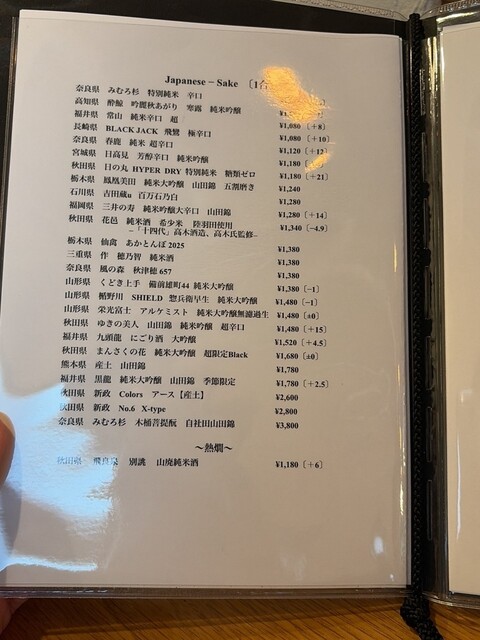 Japanese－Sake 〔1合
奈良県 みむろ杉 特別純米 辛口
高知県 酔鯨 吟麗秋あがり 寒露 純米吟醸
福井県 常山 純米辛口 超 ¥1,080〔＋8〕
長崎県 BLACK JACK 飛鸞 極辛口 ¥1,080〔＋10〕
奈良県 春鹿 純米 超辛口 ¥1,120〔＋12〕
宮城県 日高見 芳醇辛口 純米吟醸 ¥1,180
秋田県 日の丸 HYPER DRY 特別純米 糖類ゼロ ¥1,180〔＋21〕
栃木県 鳳凰美田 純米大吟醸 山田錦 五割磨き ¥1,240
石川県 吉田蔵u 百万石乃白 ¥1,280
福岡県 三井の寿 純米吟醸大辛口 山田錦 ¥1,280〔＋14〕
秋田県 花邑 純米酒 希少米 陸羽田使用 ¥1,340〔−4.9〕
–「十四代」高木酒造、高木氏監修–
栃木県 仙禽 あかとんぼ 2025 ¥1,380
三重県 作 穂乃智 純米酒 ¥1,380
奈良県 風の森 秋津穂 657 ¥1,380
山形県 くどき上手 備前雄町44 純米大吟醸 ¥1,380〔−1〕
山形県 楯野川 SHIELD 惣兵衛早生 純米大吟醸 ¥1,480〔−1〕
山形県 栄光冨士 アルケミスト 純米大吟醸無濾過生 ¥1,480〔±0〕
秋田県 ゆきの美人 山田錦 純米吟醸 超辛口 ¥1,480〔＋15〕
福井県 九頭龍 にごり酒 大吟醸 ¥1,520〔＋4.5〕
秋田県 まんさくの花 純米大吟醸 超限定Black ¥1,680〔±0〕
熊本県 産土 山田錦 ¥1,780
福井県 黒龍 純米大吟醸 山田錦 季節限定 ¥1,780〔＋2.5〕
秋田県 新政 Colors アース【産土】 ¥2,600
秋田県 新政 No.6 X-type ¥2,800
奈良県 みむろ杉 木桶菩提酛 自社田山田錦 ¥3,800
～熱燗～
秋田県 飛良泉 別誂 山廃純米酒 ¥1,180〔＋6〕